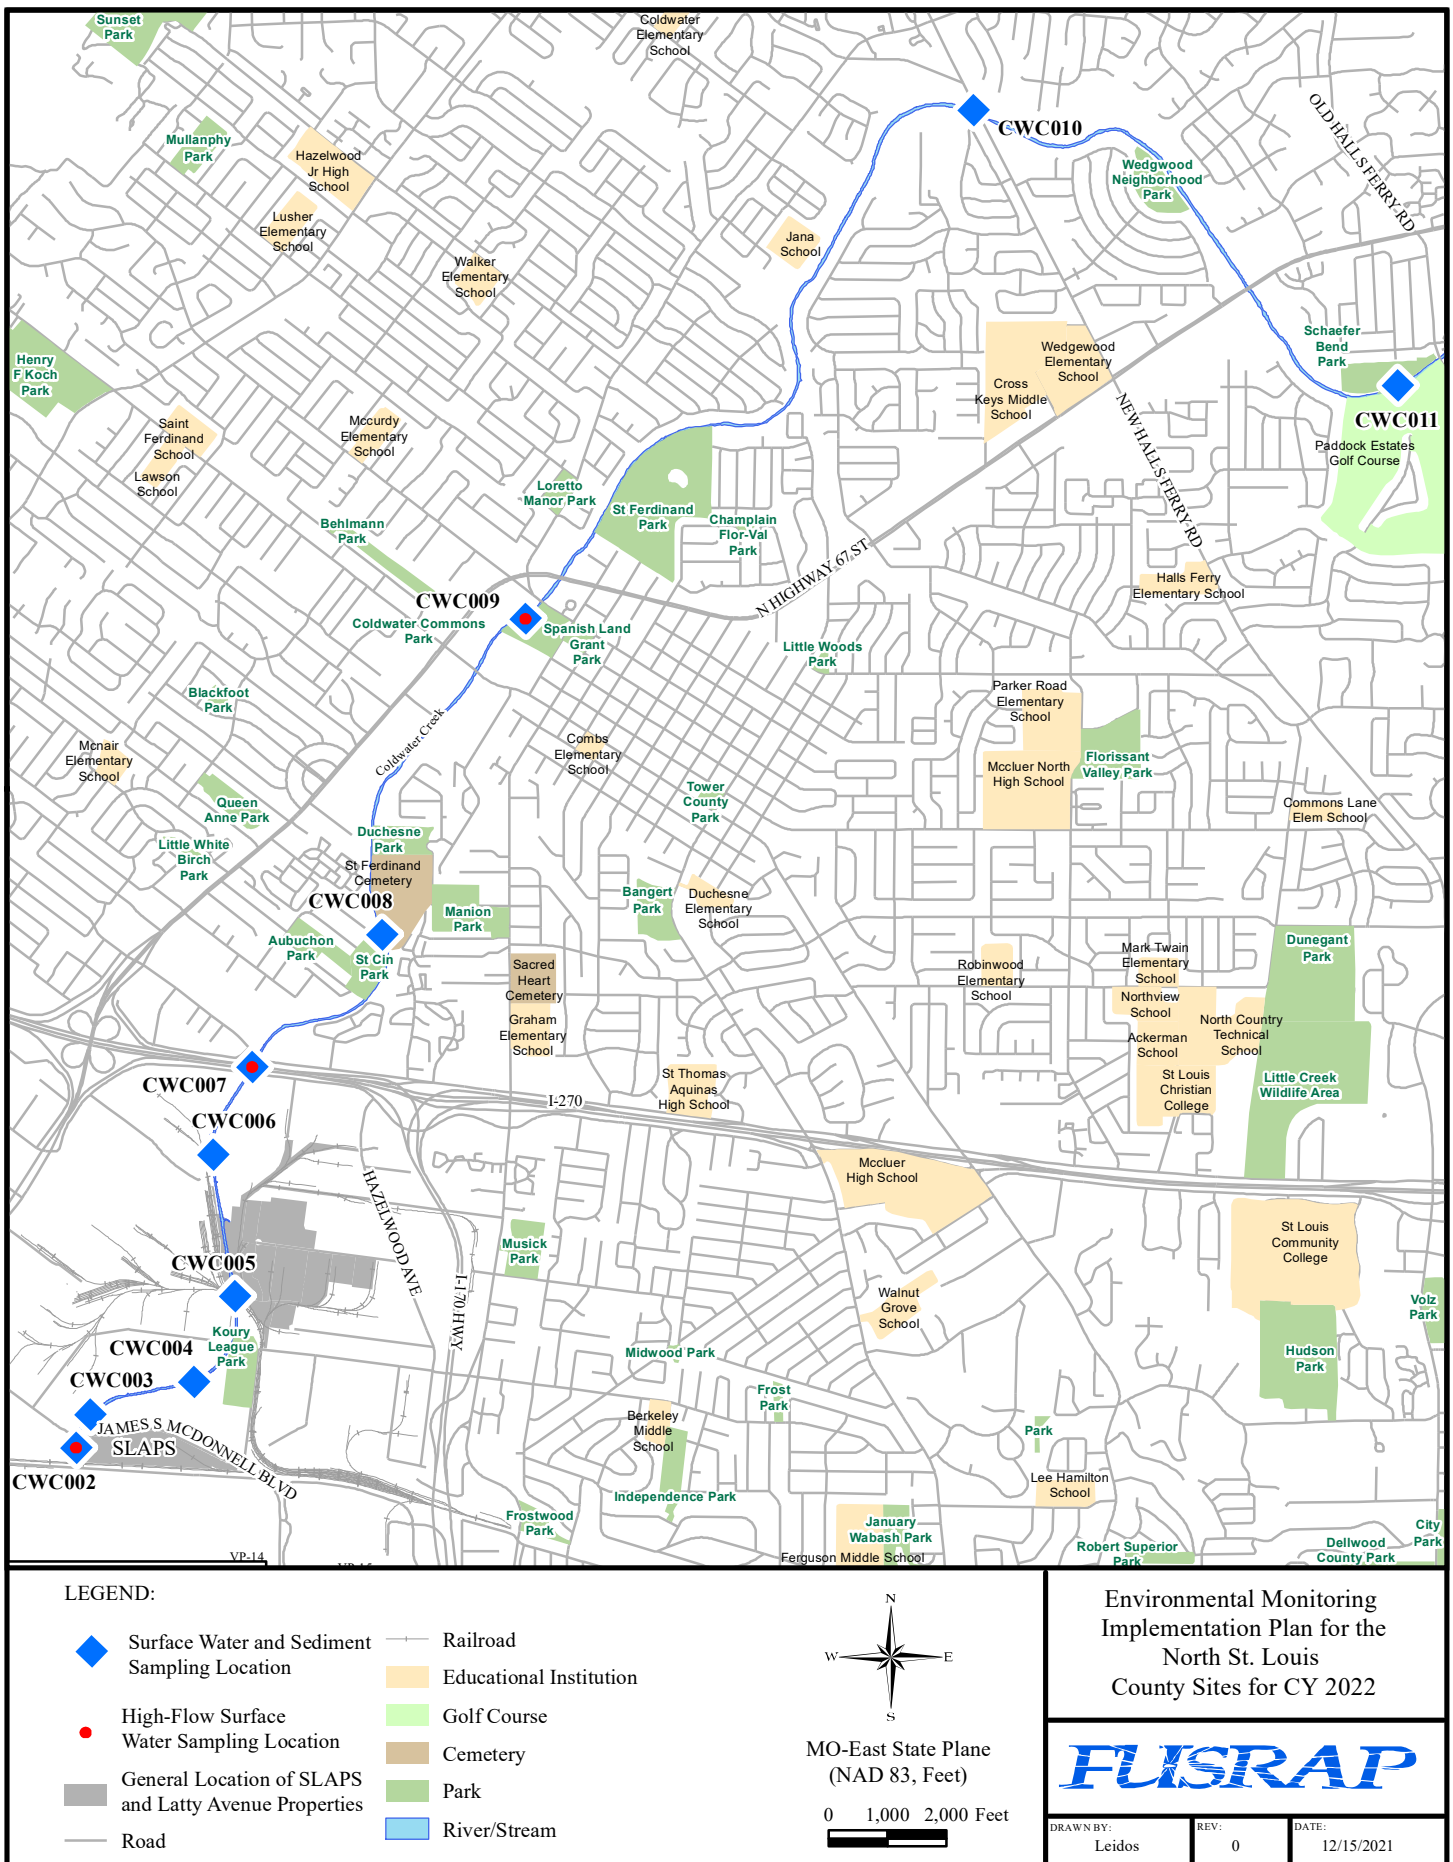 Sunset
Park
Coldwater
Elementary
School
OLD HALLS FERRY RD
CWC010
Mullanphy
Park
Hazelwood
Jr High
School
Wedgwood
Neighborhood
Park
Lusher
Elementary
School
Jana
School
Walker
Elementary
School
Henry
F Koch
Park
Schaefer
Bend
Park
Wedgewood
Elementary
School
Cross
Keys Middle
School
NEW HALLS FERRY RD
CWC011
Paddock Estates
Golf Course
Saint
Ferdinand
School
Lawson
School
Mccurdy
Elementary
School
Loretto
Manor Park
St Ferdinand
Park
Champlain
Flor-Val
Park
Behlmann
Park
N HIGHWAY 67 ST
Halls Ferry
Elementary School
CWC009
Coldwater Commons
Park
Spanish Land
Grant
Park
Little Woods
Park
Blackfoot
Park
Parker Road
Elementary
School
Coldwater Creek
Mcnair
Elementary
School
Combs
Elementary
School
Mccluer North
High School
Florissant
Valley Park
Queen
Anne Park
Tower
County
Park
Commons Lane
Elem School
Little White
Birch
Park
Duchesne
Park
St Ferdinand
Cemetery
CWC008
Manion
Park
Bangert
Park
Duchesne
Elementary
School
Aubuchon
Park
St Cin
Park
Sacred
Heart
Cemetery
Graham
Elementary
School
Robinwood
Elementary
School
Mark Twain
Elementary
School
Northview
School
Ackerman
School
North Country
Technical
School
St Louis
Christian
College
Dunegant
Park
Little Creek
Wildlife Area
CWC007
St Thomas
Aquinas
High School
I-270
CWC006
Mccluer
High School
HAZELWOOD AVE
I-170 HWY
Musick
Park
St Louis
Community
College
CWC005
Walnut
Grove
School
Volz
Park
Koury
League
Park
CWC004
Midwood Park
Hudson
Park
CWC003
Frost
Park
Berkeley
Middle
School
Park
JAMES S MCDONNELL BLVD
SLAPS
CWC002
Lee Hamilton
School
Independence Park
Frostwood
Park
January
Wabash Park
Ferguson Middle School
Robert Superior
Park
Dellwood
County Park
City
Park
VP-14
LEGEND:
Surface Water and Sediment
Sampling Location
High-Flow Surface
Water Sampling Location
General Location of SLAPS
and Latty Avenue Properties
Road
Railroad
Educational Institution
Golf Course
Cemetery
Park
River/Stream
N
W
E
S
MO-East State Plane
(NAD 83, Feet)
0 1,000 2,000 Feet
Environmental Monitoring
Implementation Plan for the
North St. Louis
County Sites for CY 2022
FUSRAP
DRAWN BY:
Leidos
REV:
0
DATE:
12/15/2021